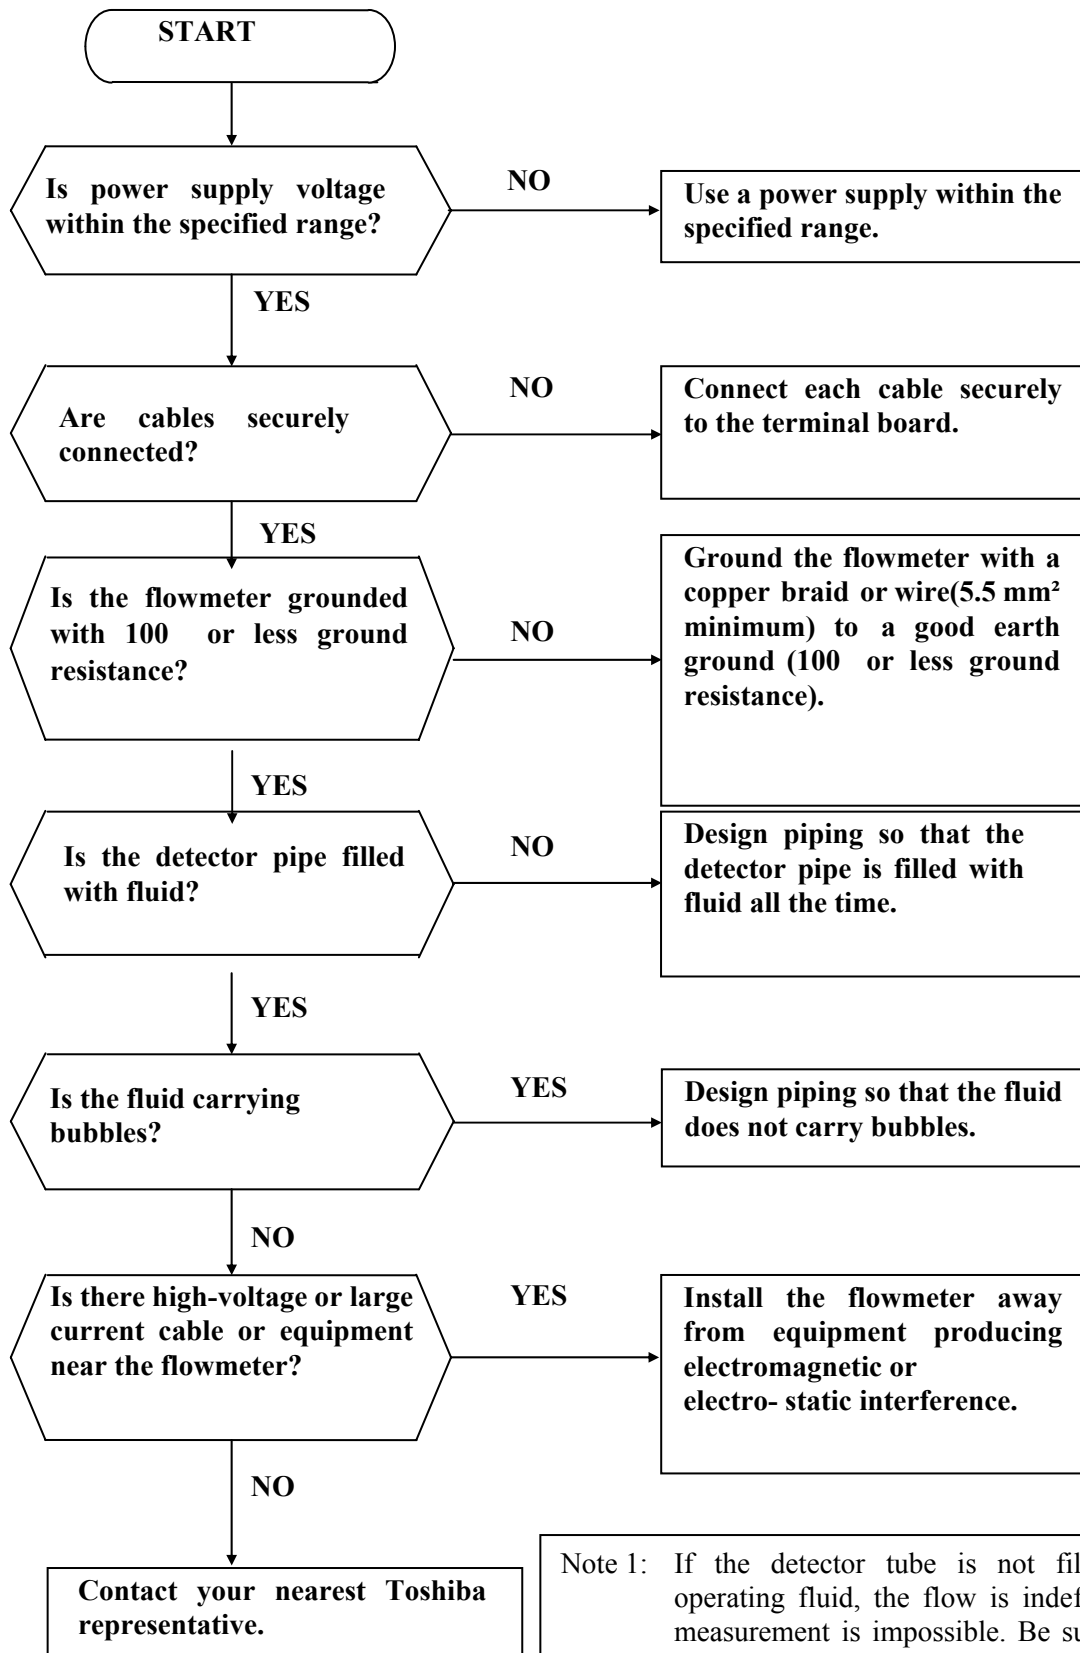 START
Is power supply voltage
within the specified range?
NO
Use a power supply within the
specified range.
YES
Are cables securely
connected?
NO
Connect each cable securely
to the terminal board.
YES
Is the flowmeter grounded
with 100 or less ground
resistance?
NO
Ground the flowmeter with a
copper braid or wire(5.5 mm²
minimum) to a good earth
ground (100 or less ground
resistance).
YES
Is the detector pipe filled
with fluid?
NO
Design piping so that the
detector pipe is filled with
fluid all the time.
YES
Is the fluid carrying
bubbles?
YES
Design piping so that the fluid
does not carry bubbles.
NO
Is there high-voltage or large
current cable or equipment
near the flowmeter?
YES
Install the flowmeter away
from equipment producing
electromagnetic or
electro- static interference.
NO
Contact your nearest Toshiba
representative.
Note 1: If the detector tube is not
operating fluid, the flow is
measurement is impossible. Be